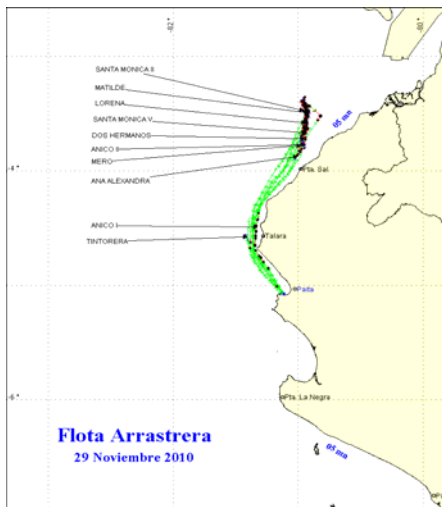 -82°
-80°
SANTA MONICA II
MATILDE
LORENA
SANTA MONICA V
DOS HERMANOS
ANICO II
MERO
ANA ALEXANDRA
05 mn
-4°
Pta. Sal
ANICO I
TINTORERA
Talara
Paita
-6°
Pta. La Negra
05 mn
Flota Arrastrera
29 Noviembre 2010